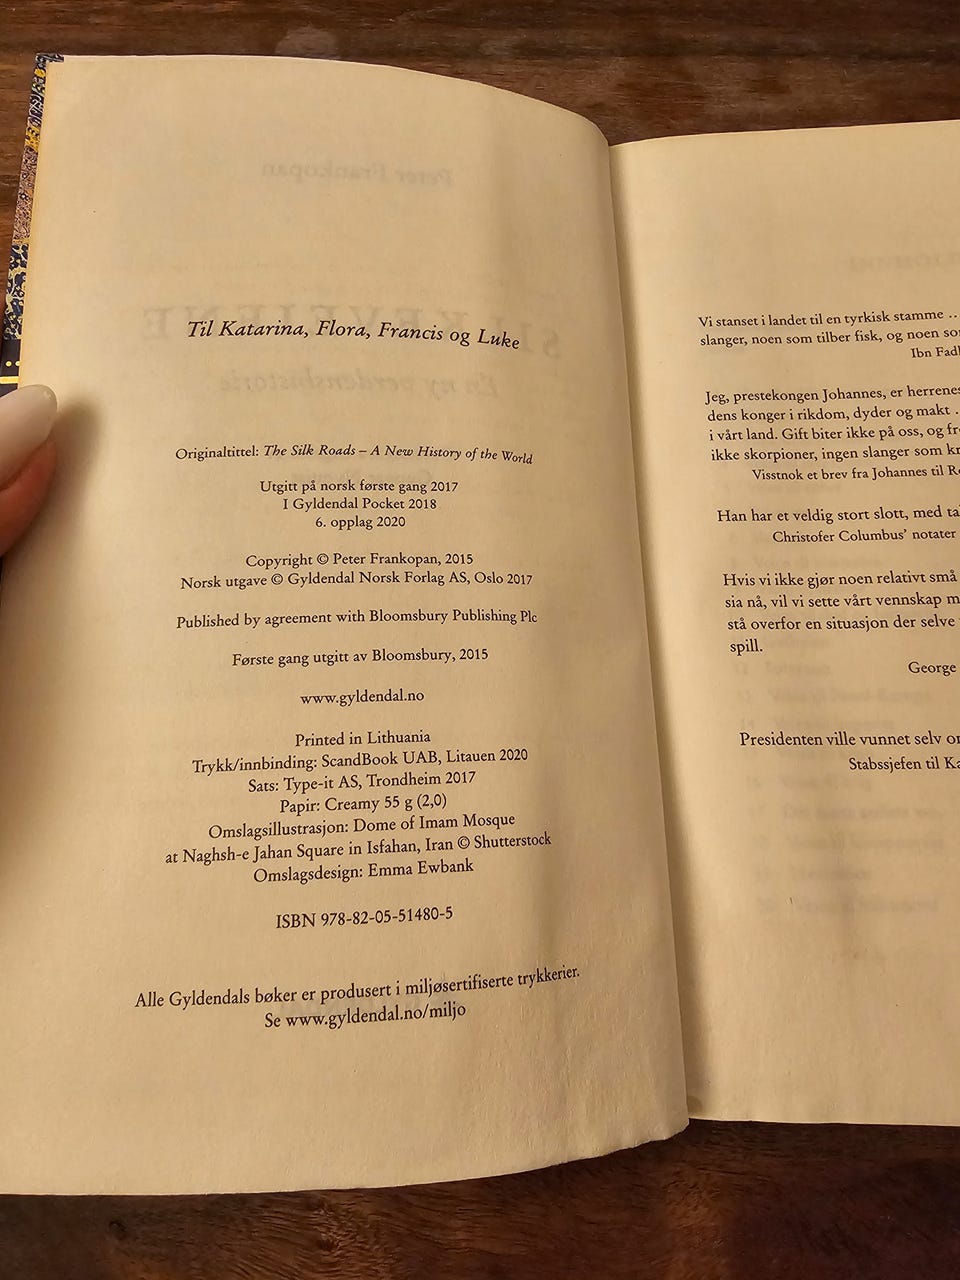 Til Katarina, Flora, Francis og Luke
Originaltittel: The Silk Roads – A New History of the World
Utgitt på norsk første gang 2017
I Gyldendal Pocket 2018
6. opplag 2020
Copyright © Peter Frankopan, 2015
Norsk utgave © Gyldendal Norsk Forlag AS, Oslo 2017
Published by agreement with Bloomsbury Publishing Plc
Første gang utgitt av Bloomsbury, 2015
www.gyldendal.no
Printed in Lithuania
Trykk/innbinding: ScandBook UAB, Litauen 2020
Sats: Type-it AS, Trondheim 2017
Papir: Creamy 55 g (2,0)
Omslagsillustrasjon: Dome of Imam Mosque
at Naghsh-e Jahan Square in Isfahan, Iran © Shutterstock
Omslagsdesign: Emma Ewbank
ISBN 978-82-05-51480-5
Alle Gyldendals bøker er produsert i miljøsertifiserte trykkerier.
Se www.gyldendal.no/miljo
Vi stanset i landet til en tyrkisk stamme ..
slanger, noen som tilber fisk, og noen so
Ibn Fadl
Jeg, prestekongen Johannes, er herrenes
dens konger i rikdom, dyder og makt .
i vårt land. Gift biter ikke på oss, og fr
ikke skorpioner, ingen slanger som kr
Visstnok et brev fra Johannes til R
Han har et veldig stort slott, med ta
Christofer Columbus' notater
Hvis vi ikke gjør noen relativt små
sia nå, vil vi sette vårt vennskap m
stå overfor en situasjon der selve
spill.
George
Presidenten ville vunnet selv o
Stabssjefen til Ka